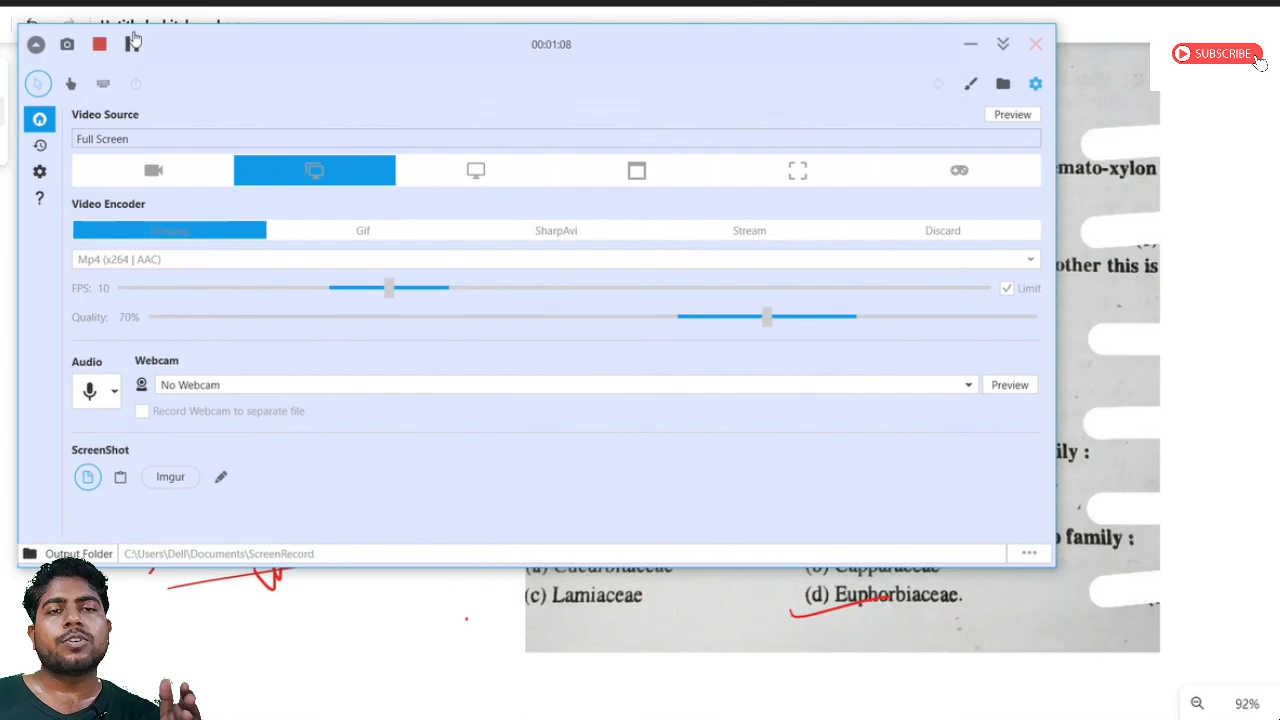 00:01:08
SUBSCRIBE
Video Source
Preview
Full Screen
mato-xylon
Video Encoder
Gif
SharpAvi
Stream
Discard
Mp4 (x264 | AAC)
other this is
FPS: 10
Limit
Quality: 70%
Audio
Webcam
No Webcam
Preview
Record Webcam to separate file
ScreenShot
ily :
Imgur
family :
Output Folder
C:\Users\Dell\Documents\ScreenRecord
(b) Capparaceae
(c) Lamiaceae
(d) Euphorbiaceae.
92%